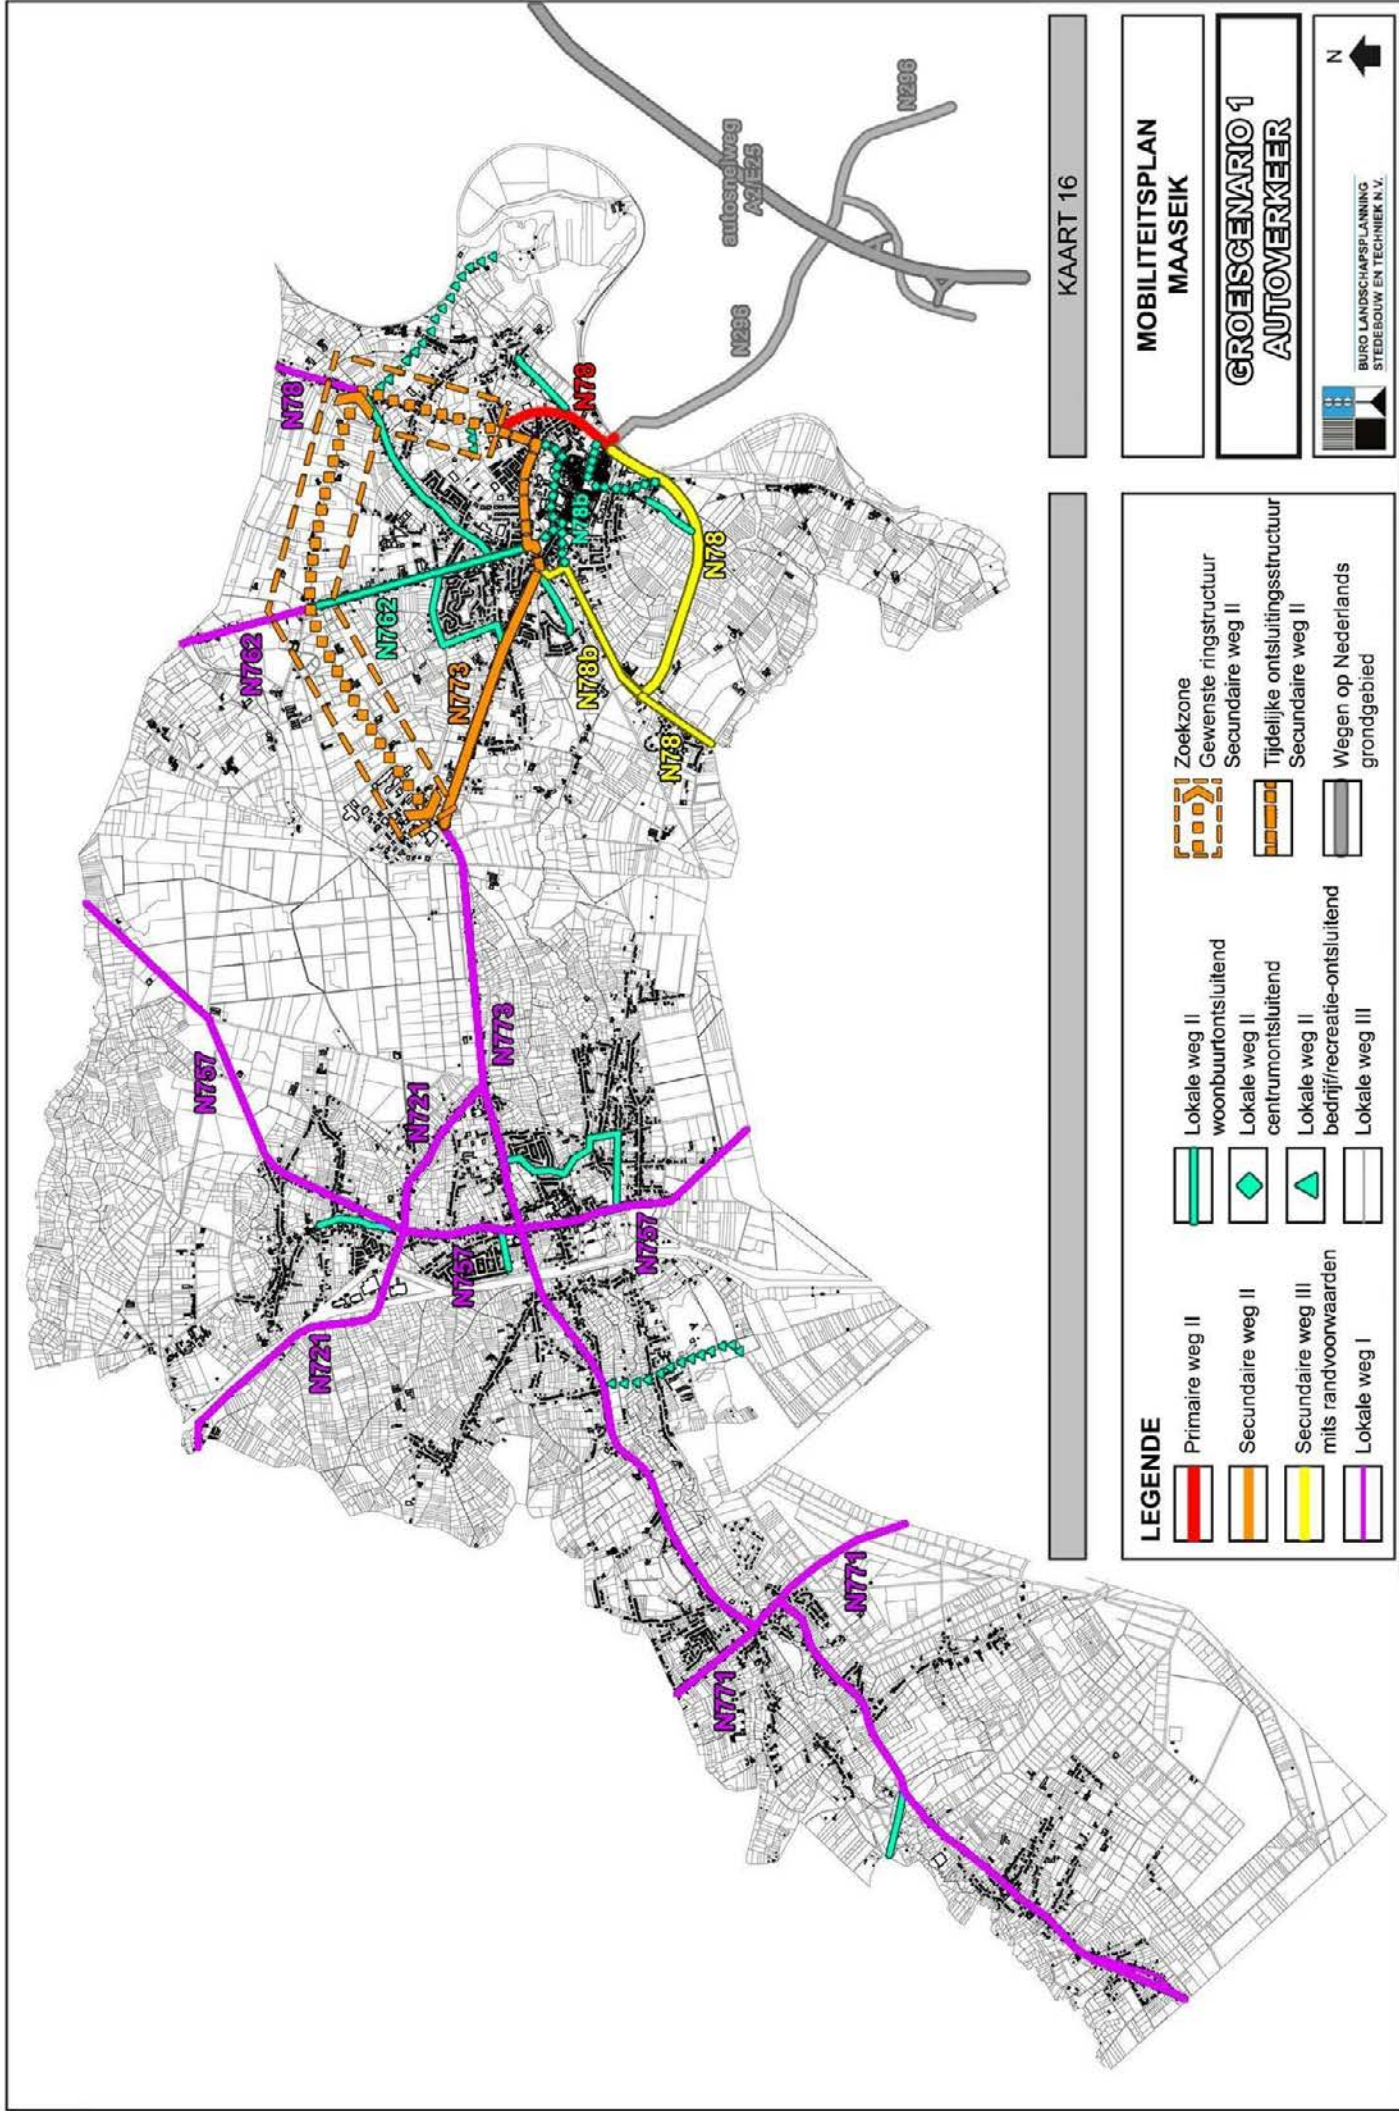 N78
N762
N762
N773
N78b
N78
N78
N78b
N78
N296
N296
autosnelweg
A2/E25
N757
N773
N721
N757
N757
N721
N771
N771
KAART 16
MOBILITEITSPLAN
MAASEIK
GROEISCENARIO 1
AUTOVERKEER
N
BURO LANDSCHAPSPLANNING
STEDEBOUW EN TECHNIEK N.V.
LEGENDE
Primaire weg II
Secundaire weg II
Secundaire weg III
mits randvoorwaarden
Lokale weg I
Lokale weg II
woonbuurtontsluitend
Lokale weg II
centrumontsluitend
Lokale weg II
bedrijf/recreatie-ontsluitend
Lokale weg III
Zoekzone
Gewenste ringstructuur
Secundaire weg II
Tijdelijke ontsluitingsstructuur
Secundaire weg II
Wegen op Nederlands
grondgebied